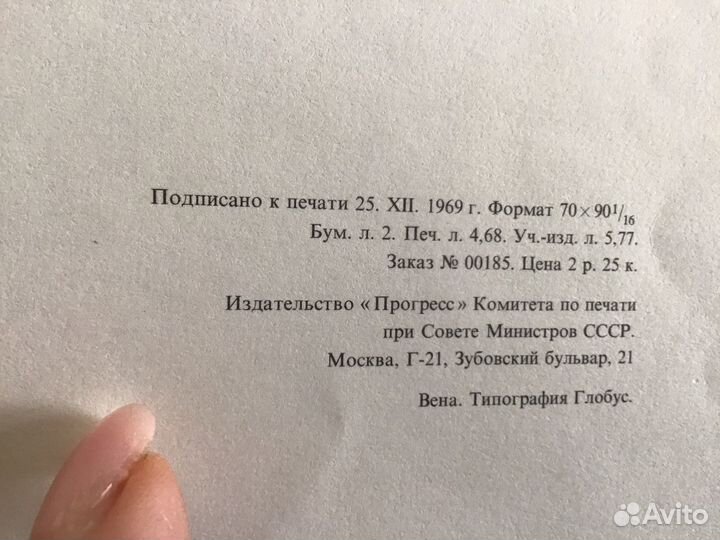 Подписано к печати 25. XII. 1969 г. Формат 70×90¹/₁₆
Бум. л. 2. Печ. л. 4,68. Уч.-изд. л. 5,77.
Заказ № 00185. Цена 2 р. 25 к.
Издательство «Прогресс» Комитета по печати
при Совете Министров СССР.
Москва, Г-21, Зубовский бульвар, 21
Вена. Типография Глобус.
Avito